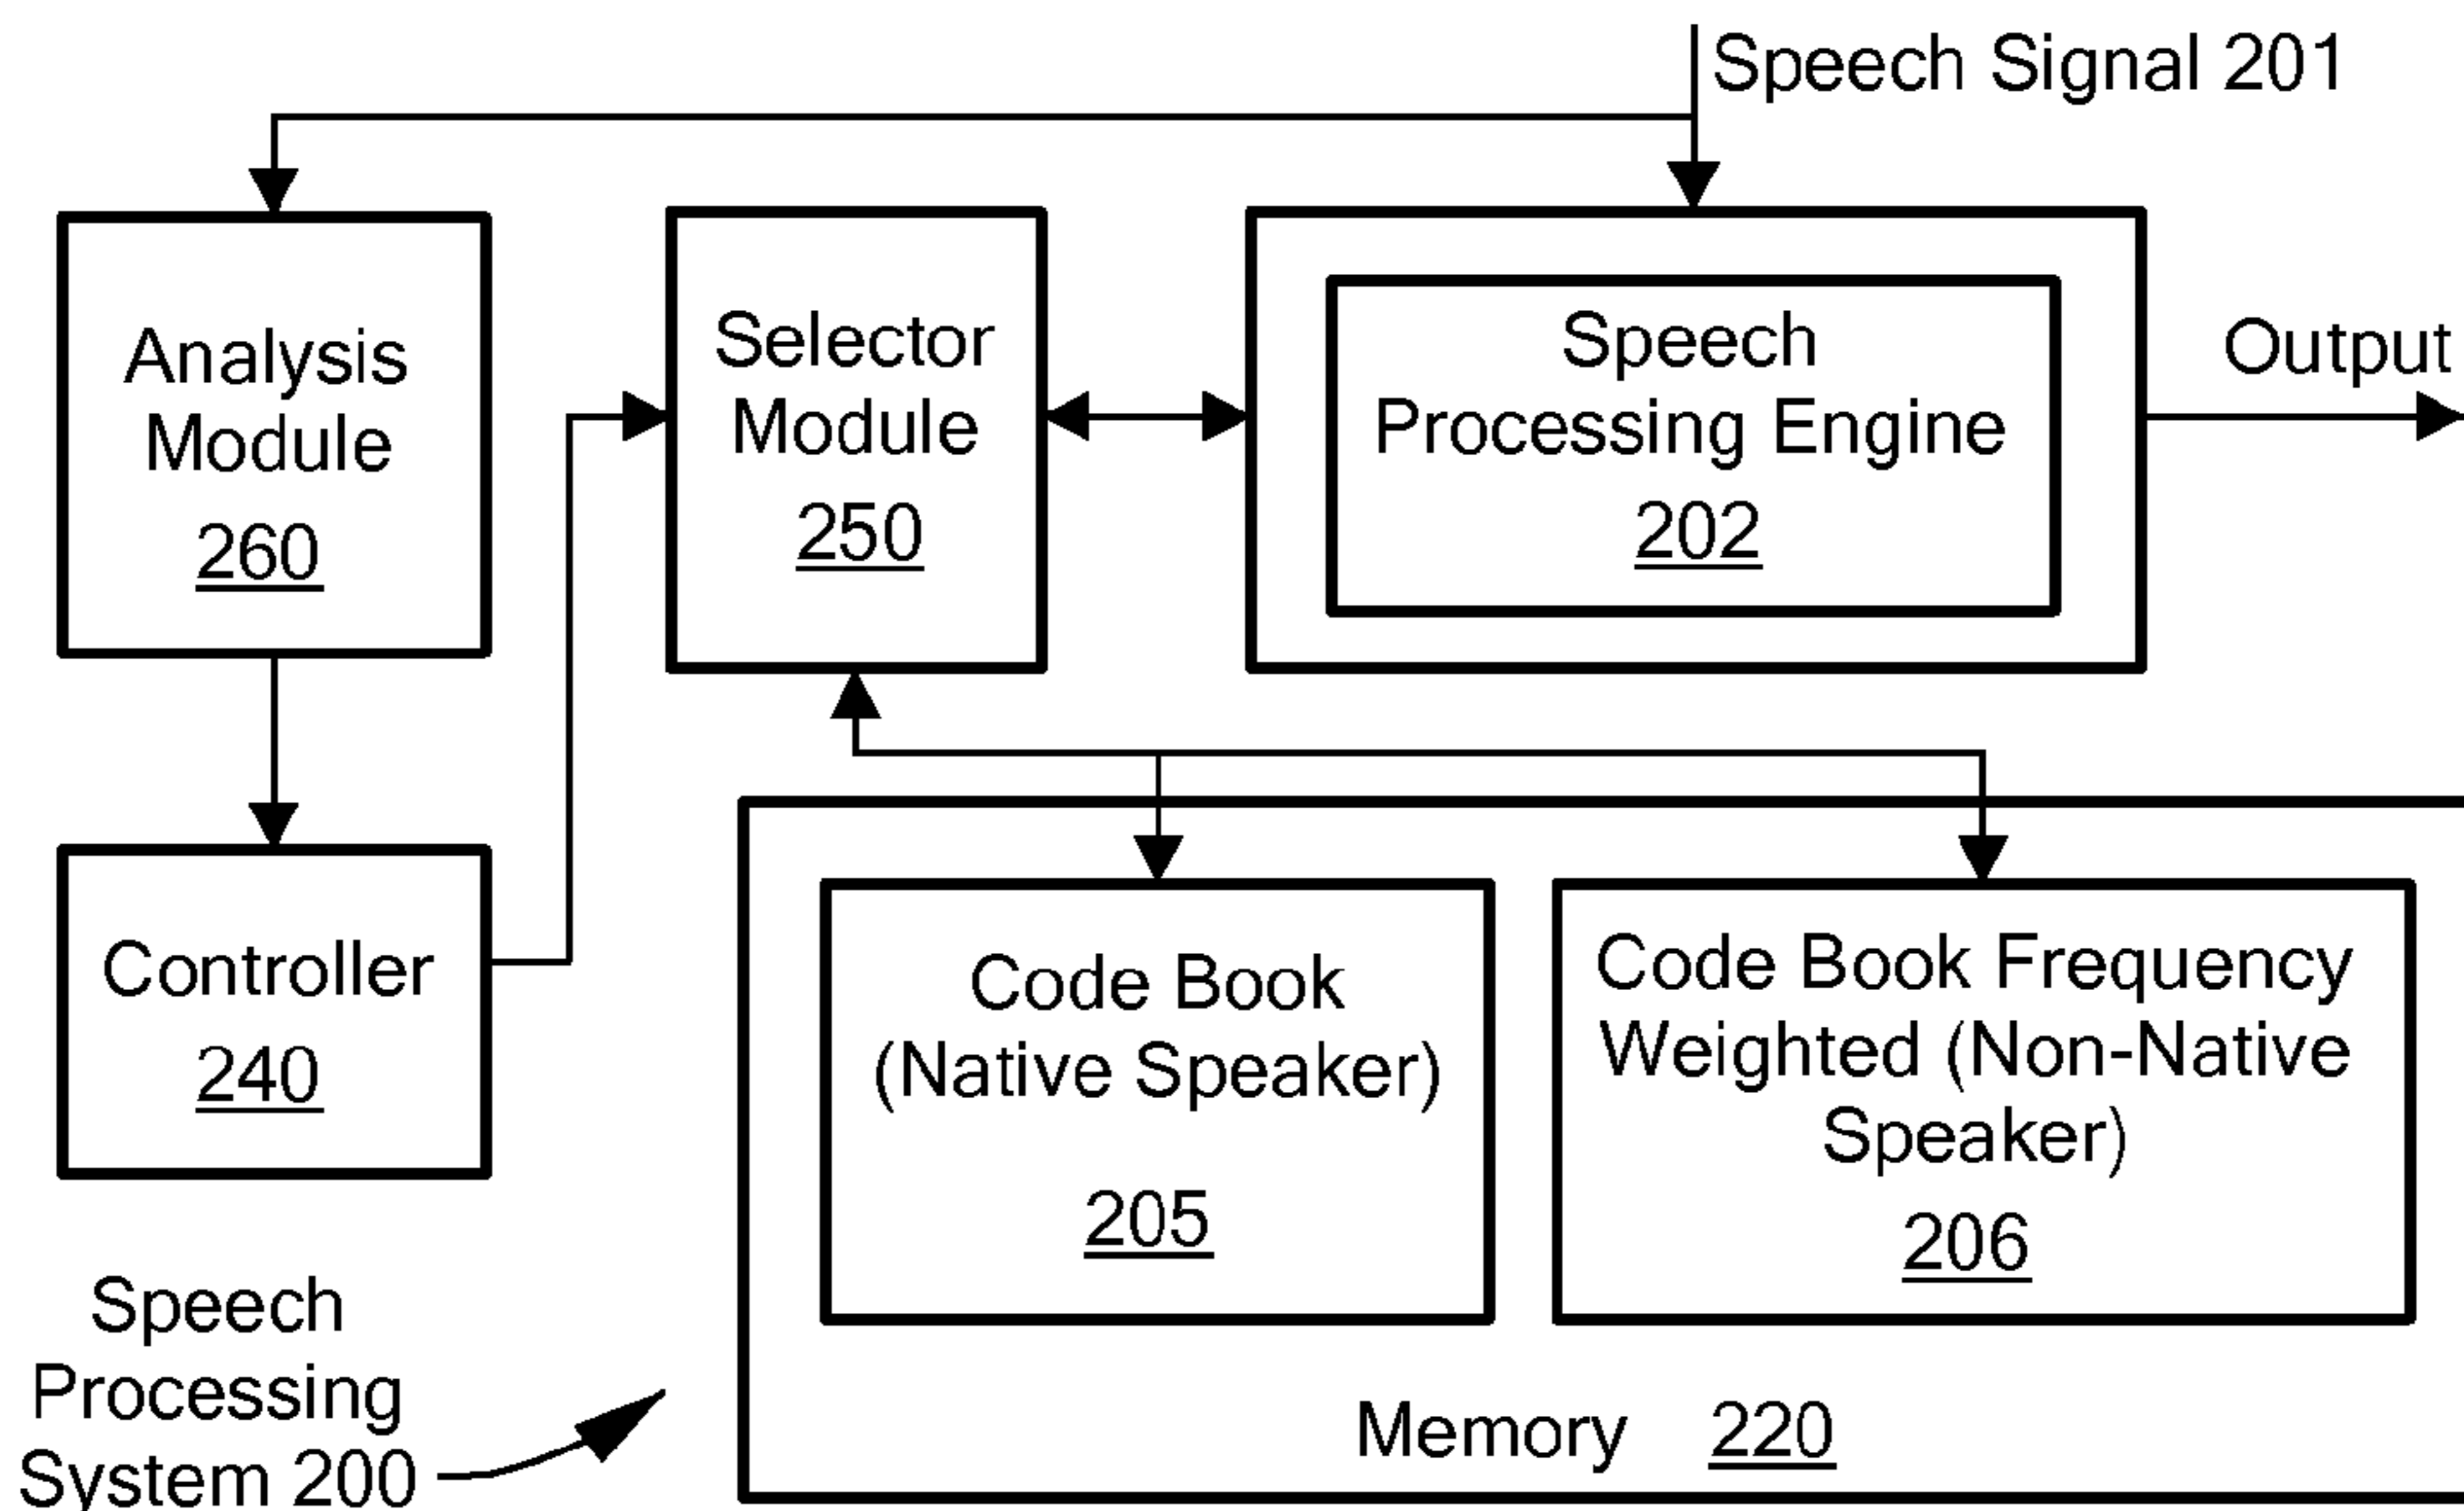 Speech Signal 201
Analysis
Module
260
Selector
Module
250
Speech
Processing Engine
202
Output
Controller
240
Code Book
(Native Speaker)
205
Code Book Frequency
Weighted (Non-Native
Speaker)
206
Memory 220
Speech
Processing
System 200